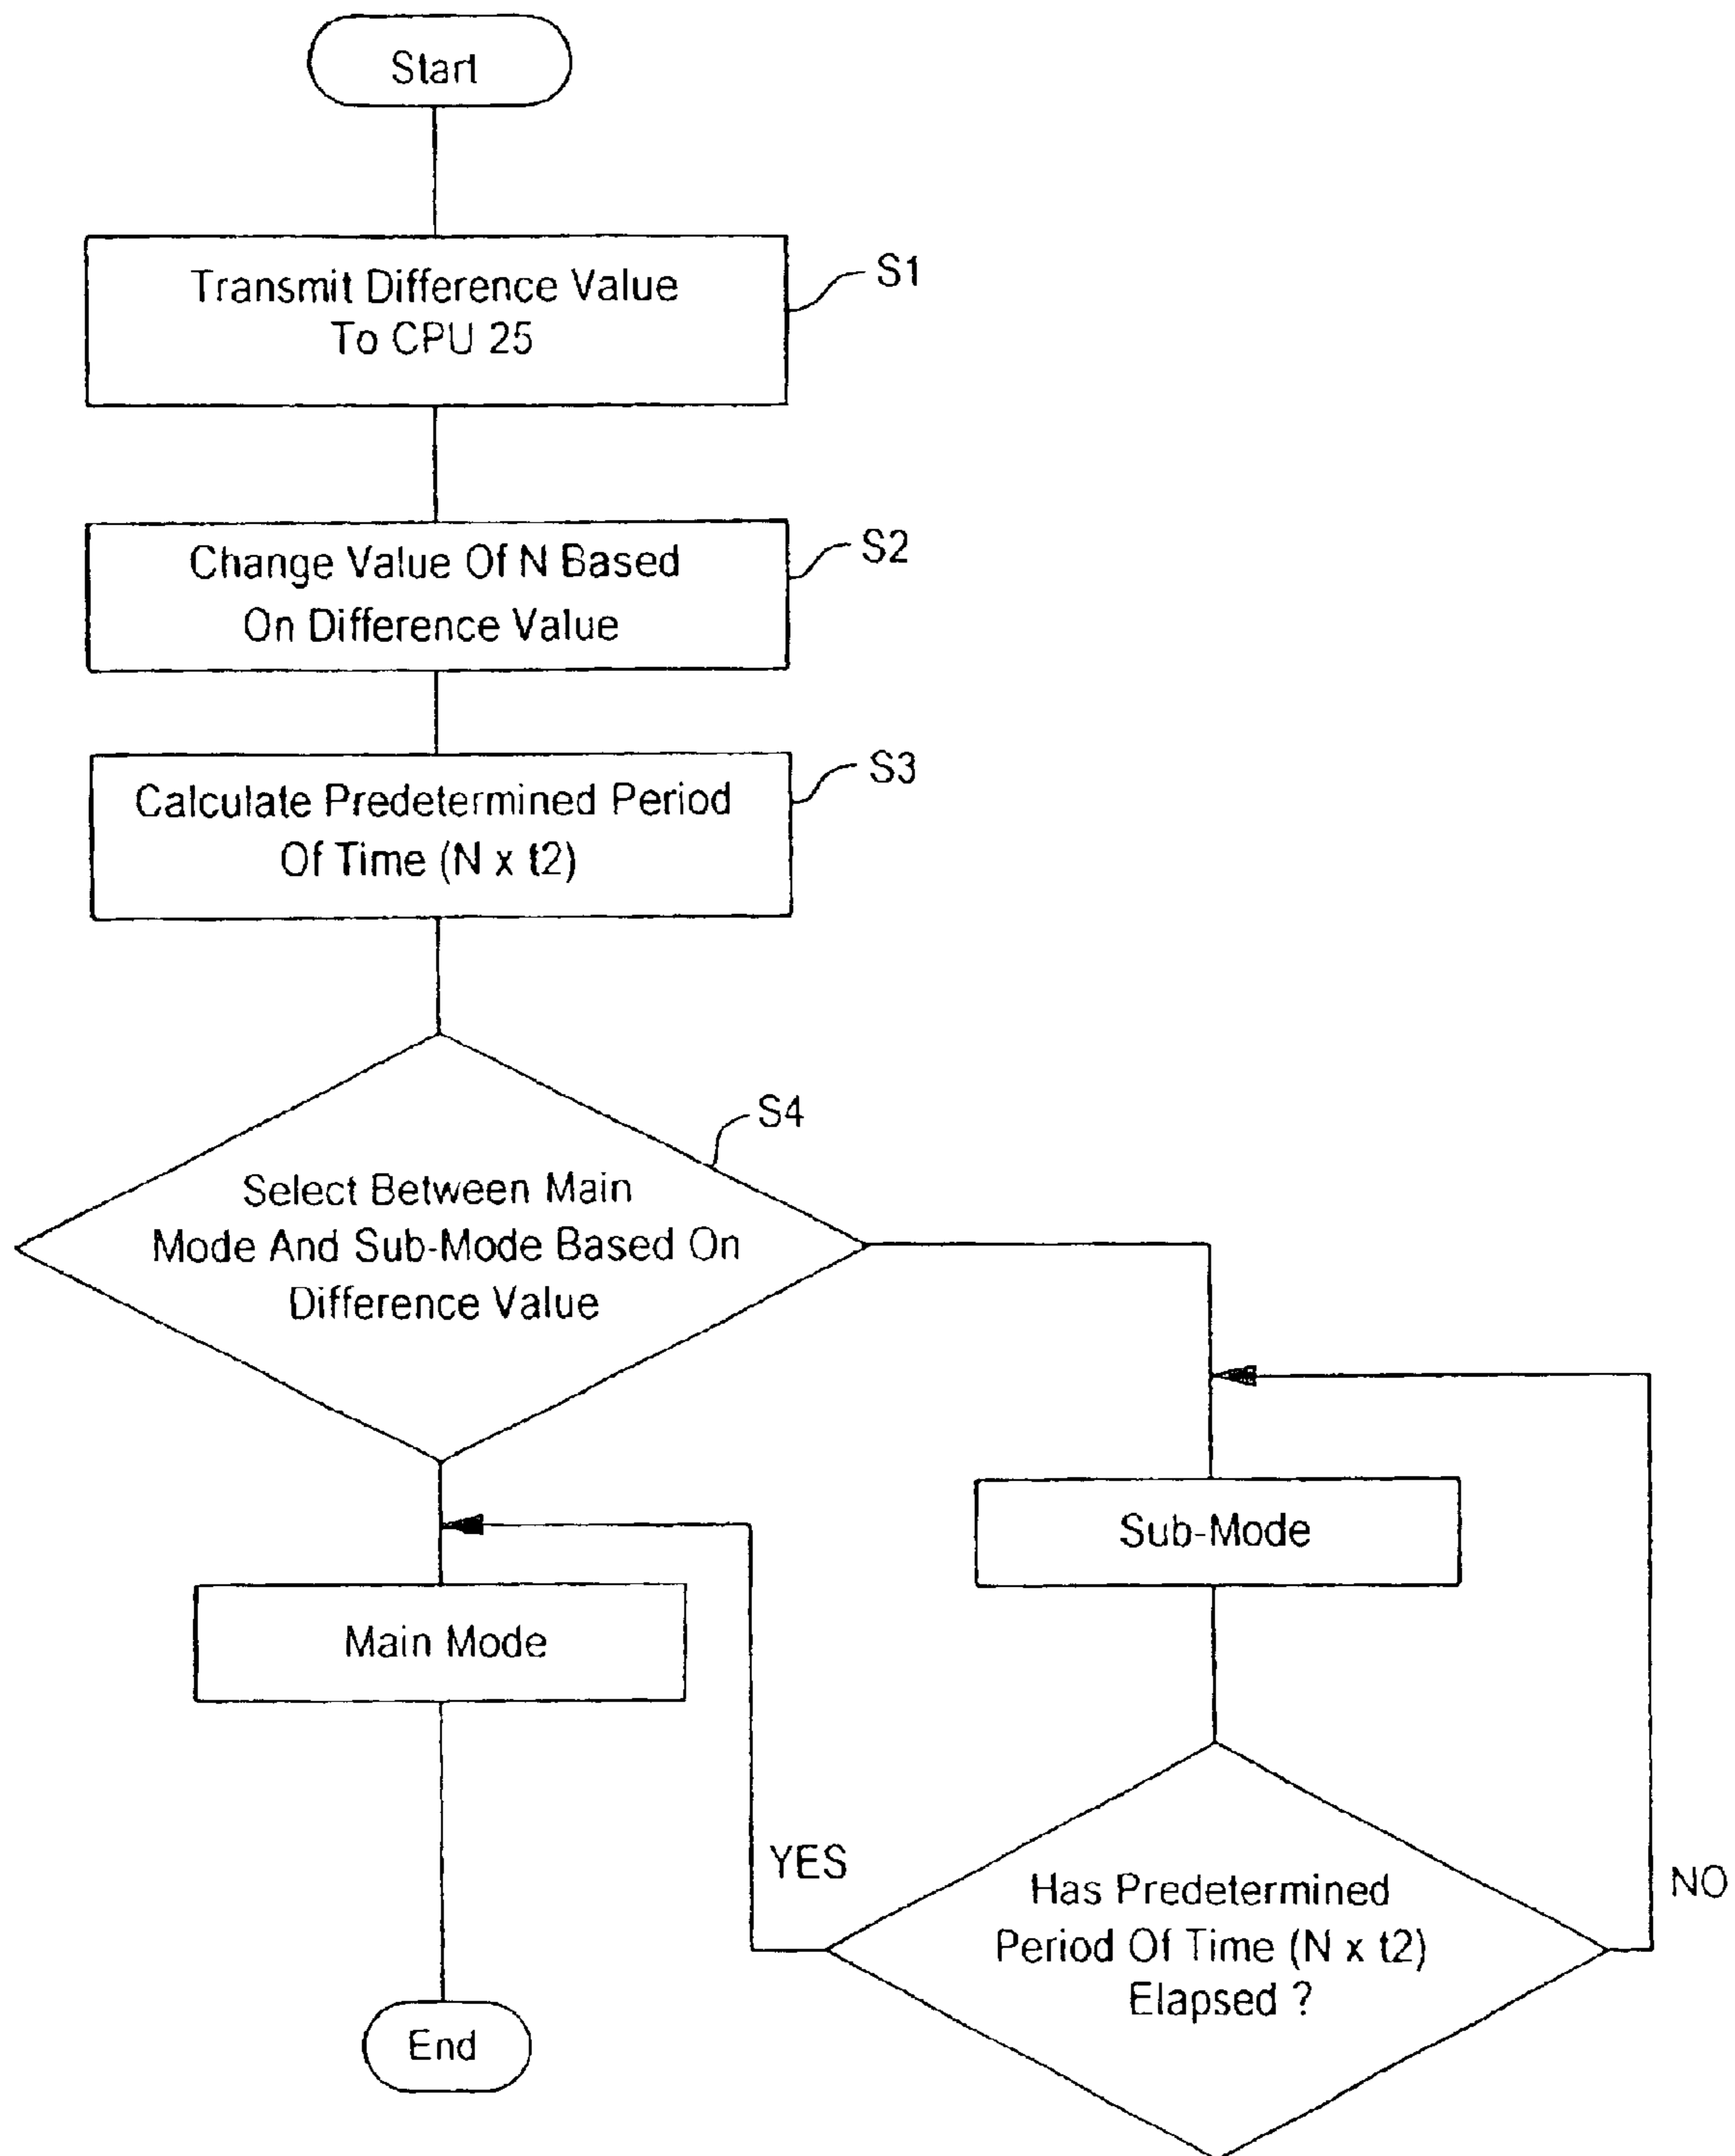 Start
Transmit Difference Value
To CPU 25
S1
Change Value Of N Based
On Difference Value
S2
Calculate Predetermined Period
Of Time (N x t2)
S3
S4
Select Between Main
Mode And Sub-Mode Based On
Difference Value
Sub-Mode
Main Mode
YES
NO
Has Predetermined
Period Of Time (N x t2)
Elapsed ?
End